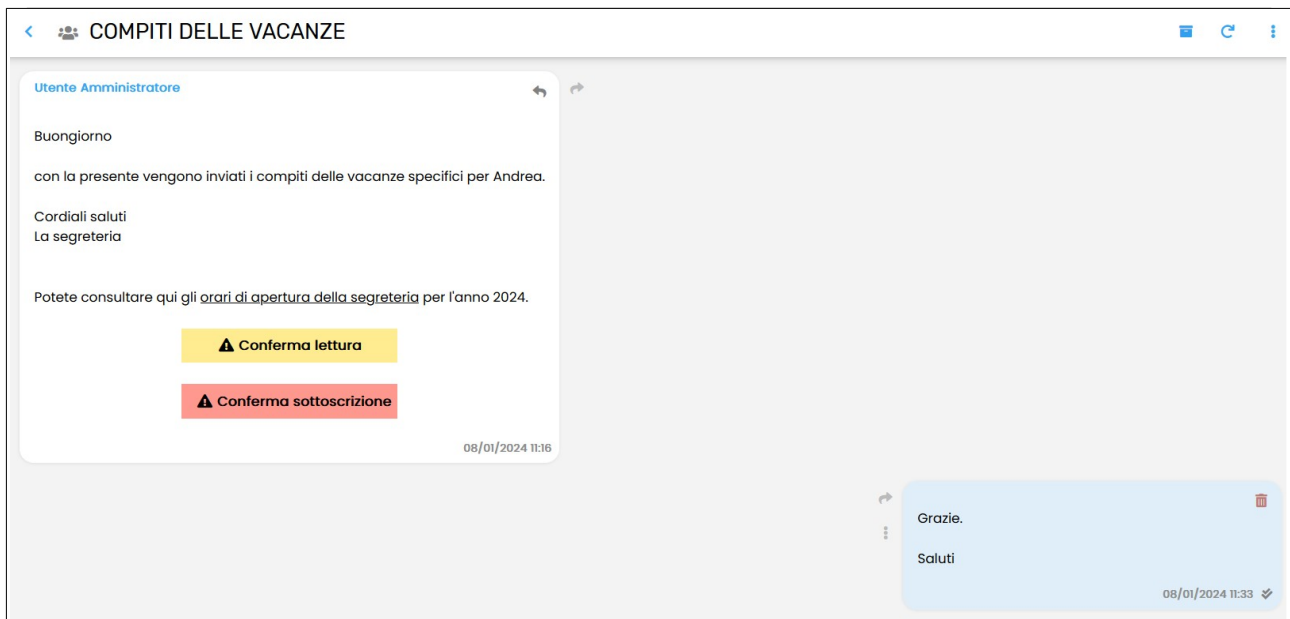 COMPITI DELLE VACANZE
Utente Amministratore
Buongiorno
con la presente vengono inviati i compiti delle vacanze specifici per Andrea.
Cordiali saluti
La segreteria
Potete consultare qui gli orari di apertura della segreteria per l'anno 2024.
Conferma lettura
Conferma sottoscrizione
08/01/2024 11:16
Grazie.
Saluti
08/01/2024 11:33